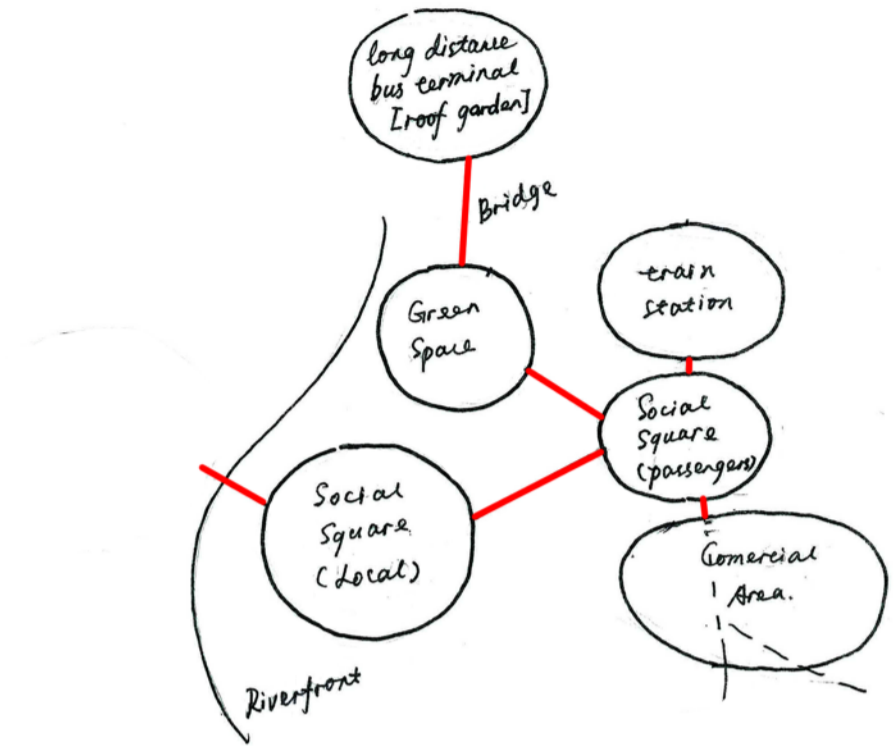 long distance
bus terminal
[roof garden]
Bridge
train
station
Green
Space
Social
Square
(passengers)
Social
Square
(Local)
Comercial
Area.
Riverfront